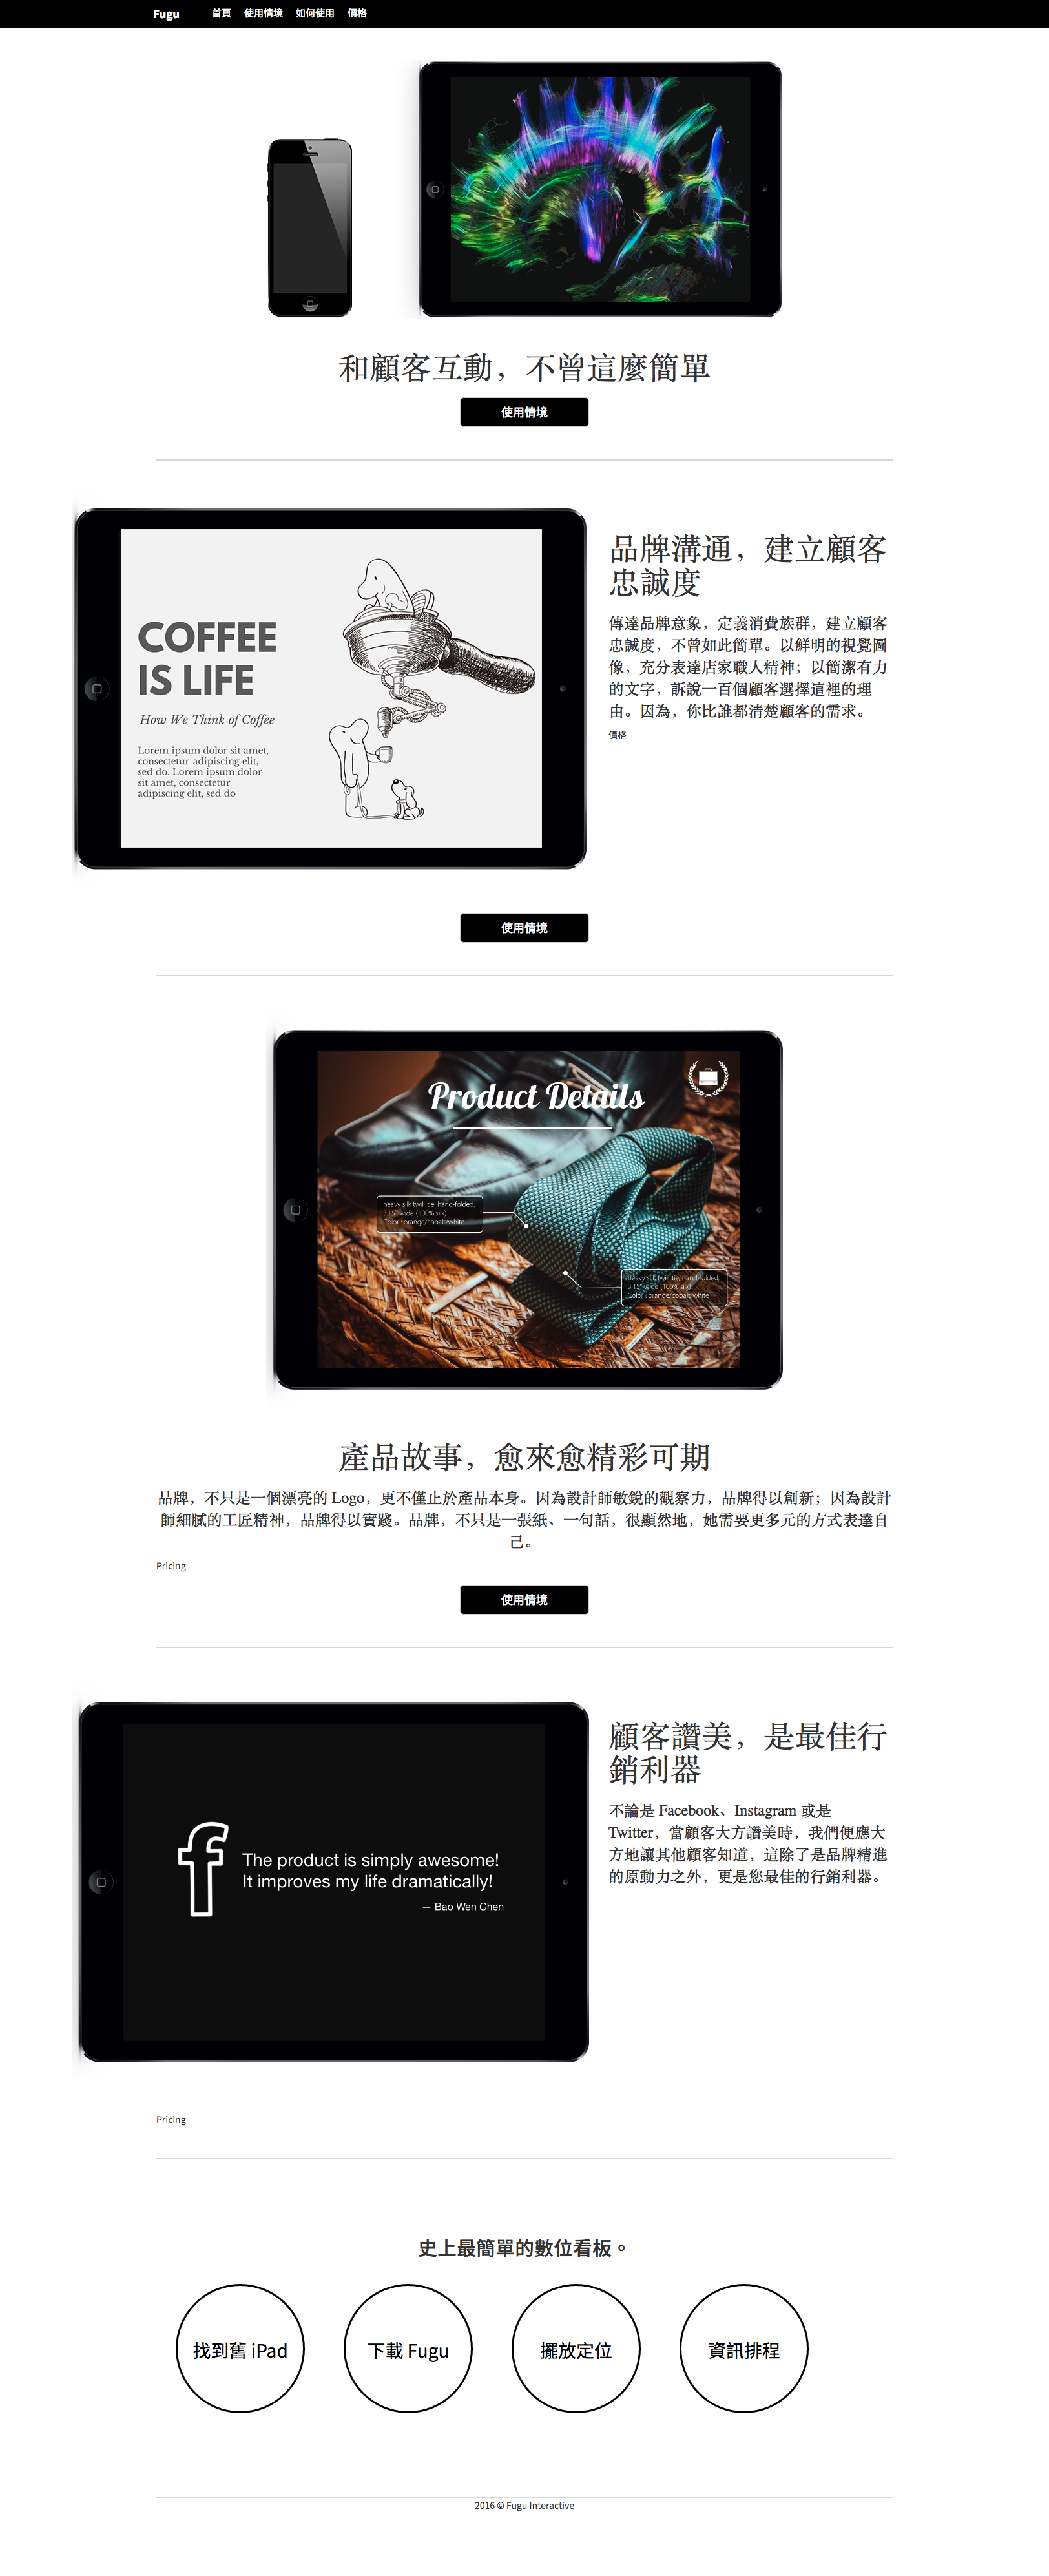 Fugu 首頁 使用情境 如何使用 價格
和顧客互動，不曾這麼簡單
使用情境
COFFEE
IS LIFE
How We Think of Coffee
Lorem ipsum dolor sit amet,
consectetur adipiscing elit,
sed do. Lorem ipsum dolor
sit amet, consectetur
adipiscing elit, sed do
品牌溝通，建立顧客
忠誠度
傳達品牌意象，定義消費族群，建立顧客
忠誠度，不曾如此簡單。以鮮明的視覺圖
像，充分表達店家職人精神；以簡潔有力
的文字，訴說一百個顧客選擇這裡的理
由。因為，你比誰都清楚顧客的需求。
價格
使用情境
Product Details
heavy silk twill tie, hand-folded,
3.15" wide (100% silk)
Color : orange/cobalt/white
heavy silk twill tie, hand-folded,
3.15" wide (100% silk)
Color : orange/cobalt/white
產品故事，愈來愈精彩可期
品牌，不只是一個漂亮的 Logo，更不僅止於產品本身。因為設計師敏銳的觀察力，品牌得以創新；因為設計
師細膩的工匠精神，品牌得以實踐。品牌，不只是一張紙、一句話，很顯然地，她需要更多元的方式表達自
己。
Pricing
使用情境
f
The product is simply awesome!
It improves my life dramatically!
— Bao Wen Chen
顧客讚美，是最佳行
銷利器
不論是 Facebook、Instagram 或是
Twitter，當顧客大方讚美時，我們便應大
方地讓其他顧客知道，這除了是品牌精進
的原動力之外，更是您最佳的行銷利器。
Pricing
史上最簡單的數位看板。
找到舊 iPad
下載 Fugu
擺放定位
資訊排程
2016 © Fugu Interactive